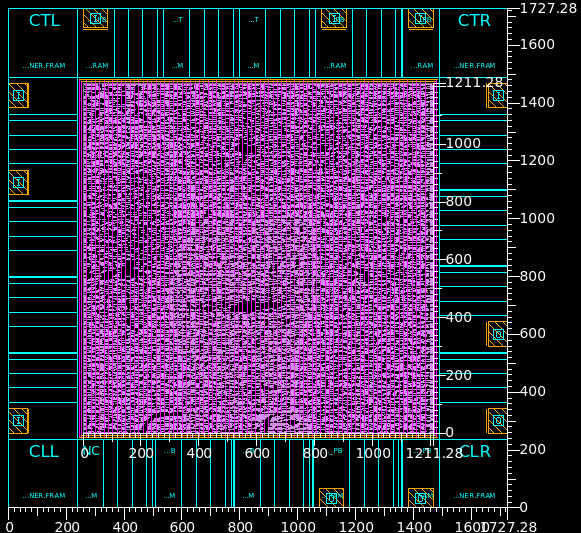 CTL
CTR
1727.28
...T
...T
1600
...NER.FRAM
...RAM
...M
...M
...RAM
...RAM
...NER.FRAM
1211.28
I
I
1400
1000
1200
I
800
1000
600
800
400
600
200
400
I
0
CLL
...B
CLR
200
0
200
400
600
800
1000
1211.28
...NER.FRAM
...M
...M
...M
...NER.FRAM
0
0
200
400
600
800
1000
1200
1400
1600
1727.28